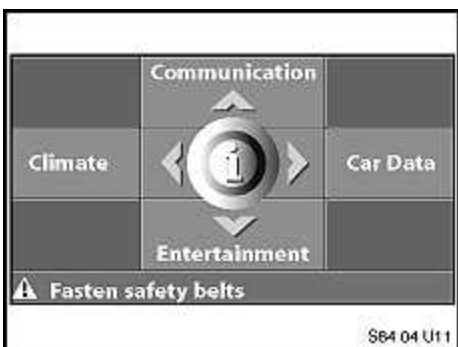 Communication
Climate
i
Car Data
Entertainment
Fasten safety belts
S64 04 U11